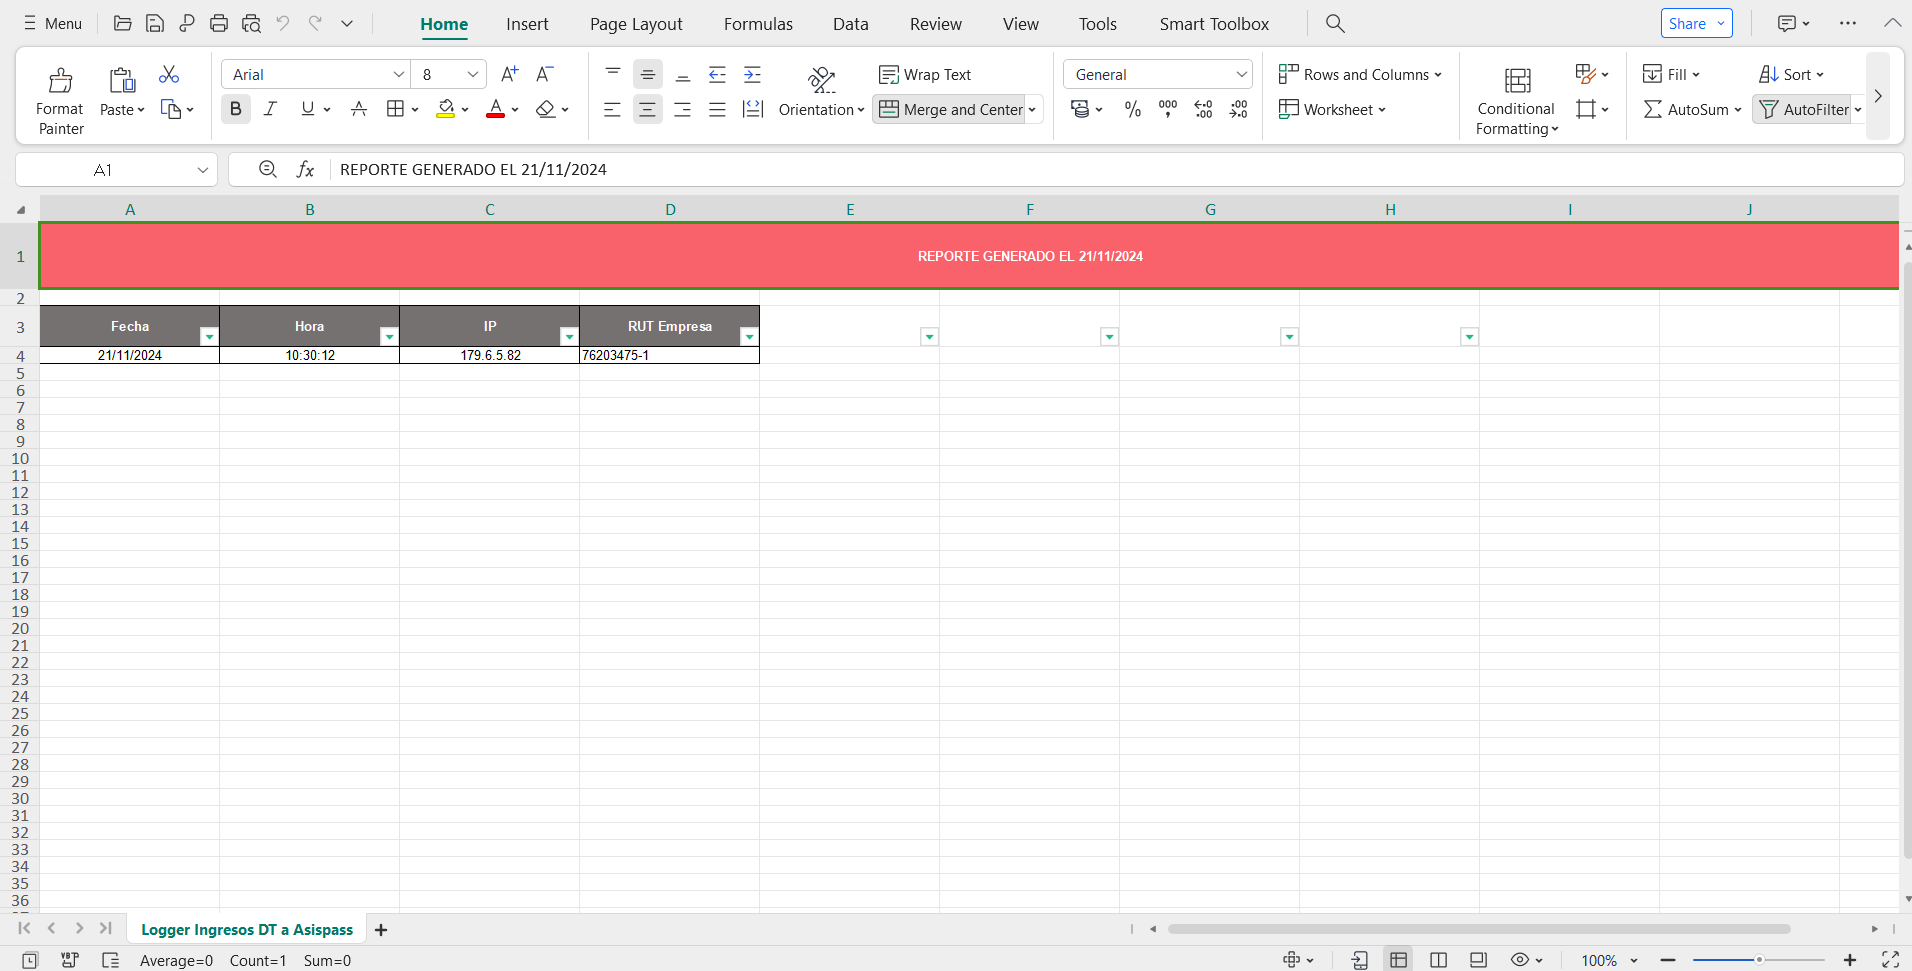 Menu
Home Insert Page Layout Formulas Data Review View Tools Smart Toolbox
Share
Format Painter
Paste
Arial 8
Orientation
Wrap Text
Merge and Center
General
Rows and Columns
Worksheet
Conditional Formatting
Fill
AutoSum
Sort
AutoFilter
A1 fx REPORTE GENERADO EL 21/11/2024
A B C D E F G H I J
1 REPORTE GENERADO EL 21/11/2024
2
3 Fecha Hora IP RUT Empresa
4 21/11/2024 10:30:12 179.6.5.82 76203475-1
5
6
7
8
9
10
11
12
13
14
15
16
17
18
19
20
21
22
23
24
25
26
27
28
29
30
31
32
33
34
35
36
Logger Ingresos DT a Asispass
Average=0 Count=1 Sum=0
100%